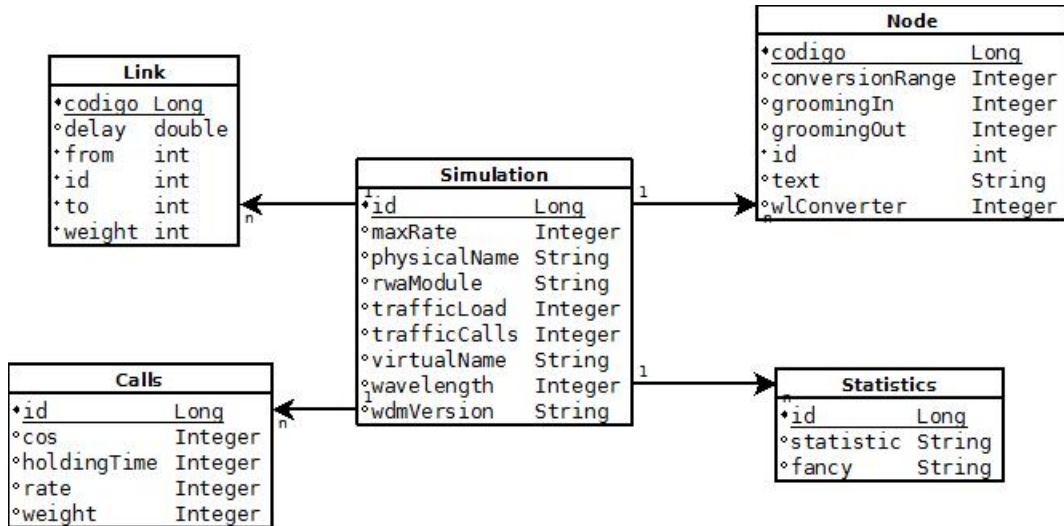 Link
codigo Long
delay double
from int
id int
to int
weight int
Simulation
id Long
maxRate Integer
physicalName String
rwaModule String
trafficLoad Integer
trafficCalls Integer
virtualName String
wavelength Integer
wdmVersion String
Node
codigo Long
conversionRange Integer
groomingIn Integer
groomingOut Integer
id int
text String
wlConverter Integer
Calls
id Long
cos Integer
holdingTime Integer
rate Integer
weight Integer
Statistics
id Long
statistic String
fancy String
1
n
1
n
1
n
1
n